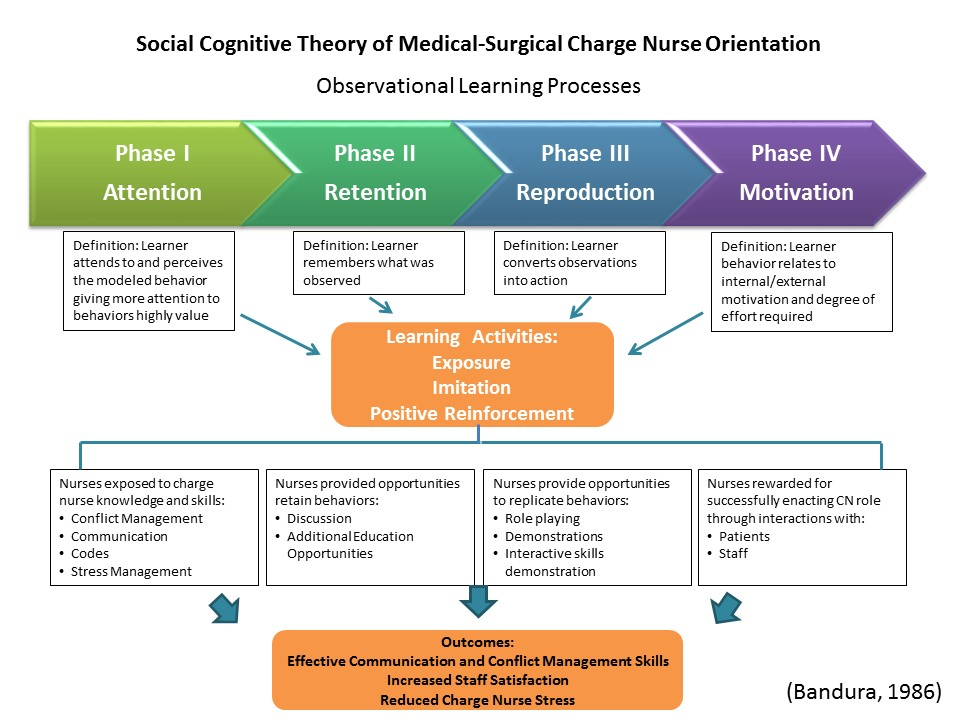 Social Cognitive Theory of Medical-Surgical Charge Nurse Orientation
Observational Learning Processes
Phase I
Attention
Phase II
Retention
Phase III
Reproduction
Phase IV
Motivation
Definition: Learner
attends to and perceives
the modeled behavior
giving more attention to
behaviors highly value
Definition: Learner
remembers what was
observed
Definition: Learner
converts observations
into action
Definition: Learner
behavior relates to
internal/external
motivation and degree of
effort required
Learning Activities:
Exposure
Imitation
Positive Reinforcement
Nurses exposed to charge
nurse knowledge and skills:
• Conflict Management
• Communication
• Codes
• Stress Management
Nurses provided opportunities
retain behaviors:
• Discussion
• Additional Education
Opportunities
Nurses provide opportunities
to replicate behaviors:
• Role playing
• Demonstrations
• Interactive skills
demonstration
Nurses rewarded for
successfully enacting CN role
through interactions with:
• Patients
• Staff
Outcomes:
Effective Communication and Conflict Management Skills
Increased Staff Satisfaction
Reduced Charge Nurse Stress
(Bandura, 1986)